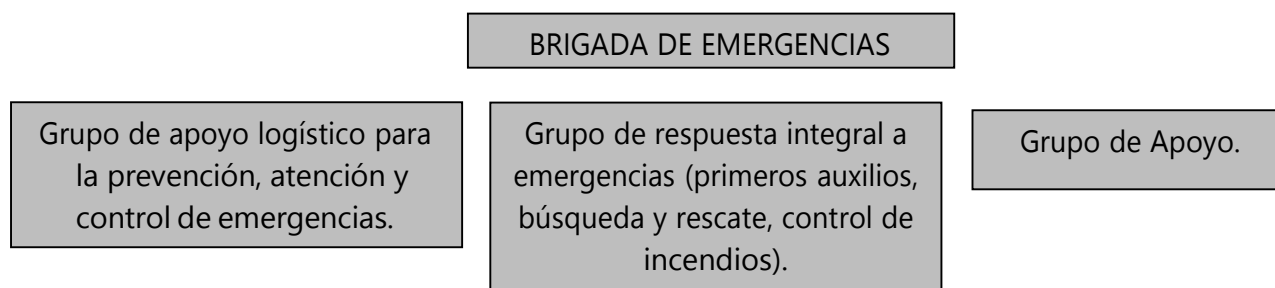 BRIGADA DE EMERGENCIAS
Grupo de apoyo logístico para
la prevención, atención y
control de emergencias.
Grupo de respuesta integral a
emergencias (primeros auxilios,
búsqueda y rescate, control de
incendios).
Grupo de Apoyo.